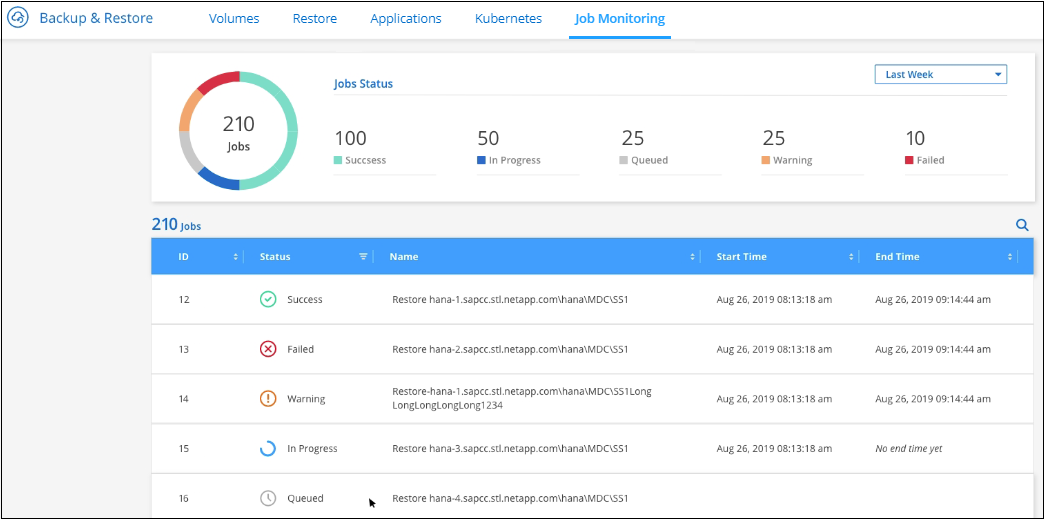 Backup & Restore Volumes Restore Applications Kubernetes Job Monitoring
Jobs Status Last Week
210
Jobs
100 50 25 25 10
Succsess In Progress Queued Warning Failed
210 Jobs
ID Status Name Start Time End Time
12 Success Restore hana-1.sapcc.stl.netapp.com\hana\MDC\SS1 Aug 26, 2019 08:13:18 am Aug 26, 2019 09:14:44 am
13 Failed Restore hana-2.sapcc.stl.netapp.com\hana\MDC\SS1 Aug 26, 2019 08:13:18 am Aug 26, 2019 09:14:44 am
14 Warning Restore-hana-1.sapcc.stl.netapp.com\hana\MDC\SS1Long
LongLongLongLong1234 Aug 26, 2019 08:13:18 am Aug 26, 2019 09:14:44 am
15 In Progress Restore hana-3.sapcc.stl.netapp.com\hana\MDC\SS1 Aug 26, 2019 08:13:18 am No end time yet
16 Queued Restore hana-4.sapcc.stl.netapp.com\hana\MDC\SS1